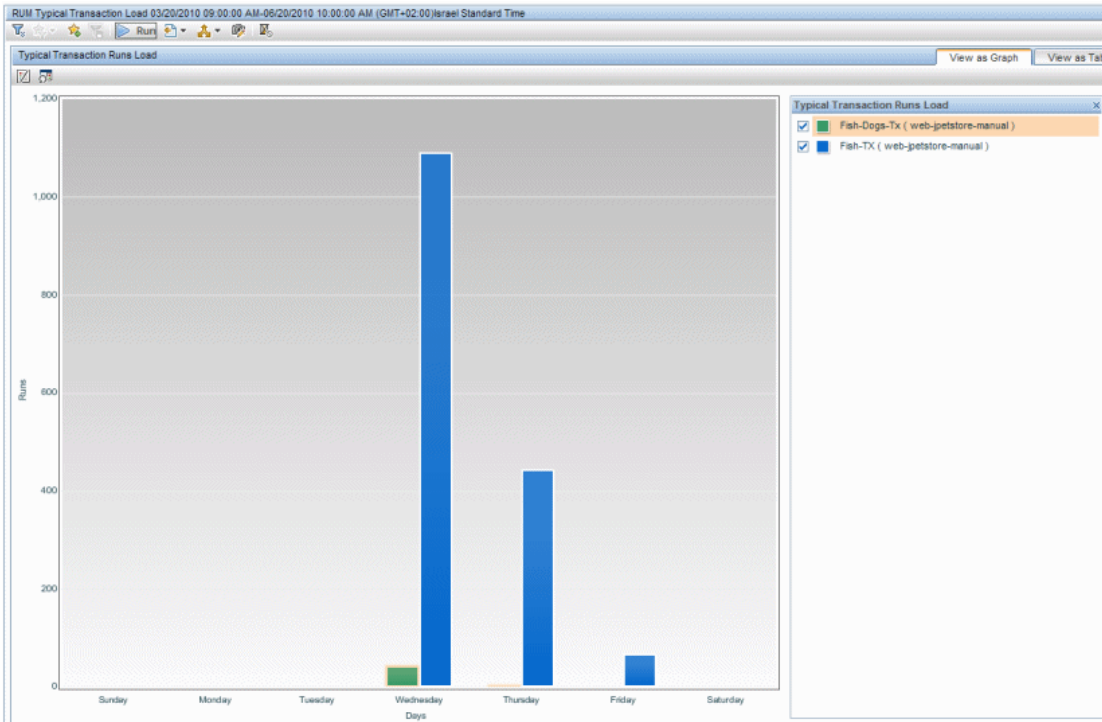 RUM Typical Transaction Load 03/20/2010 09:00:00 AM-06/20/2010 10:00:00 AM (GMT+02:00)Israel Standard Time
Run
Typical Transaction Runs Load
View as Graph
View as Tab
1,200
1,000
800
600
400
200
0
Runs
Sunday Monday Tuesday Wednesday Thursday Friday Saturday
Days
Typical Transaction Runs Load
Fish-Dogs-Tx ( web-jpetstore-manual )
Fish-TX ( web-jpetstore-manual )